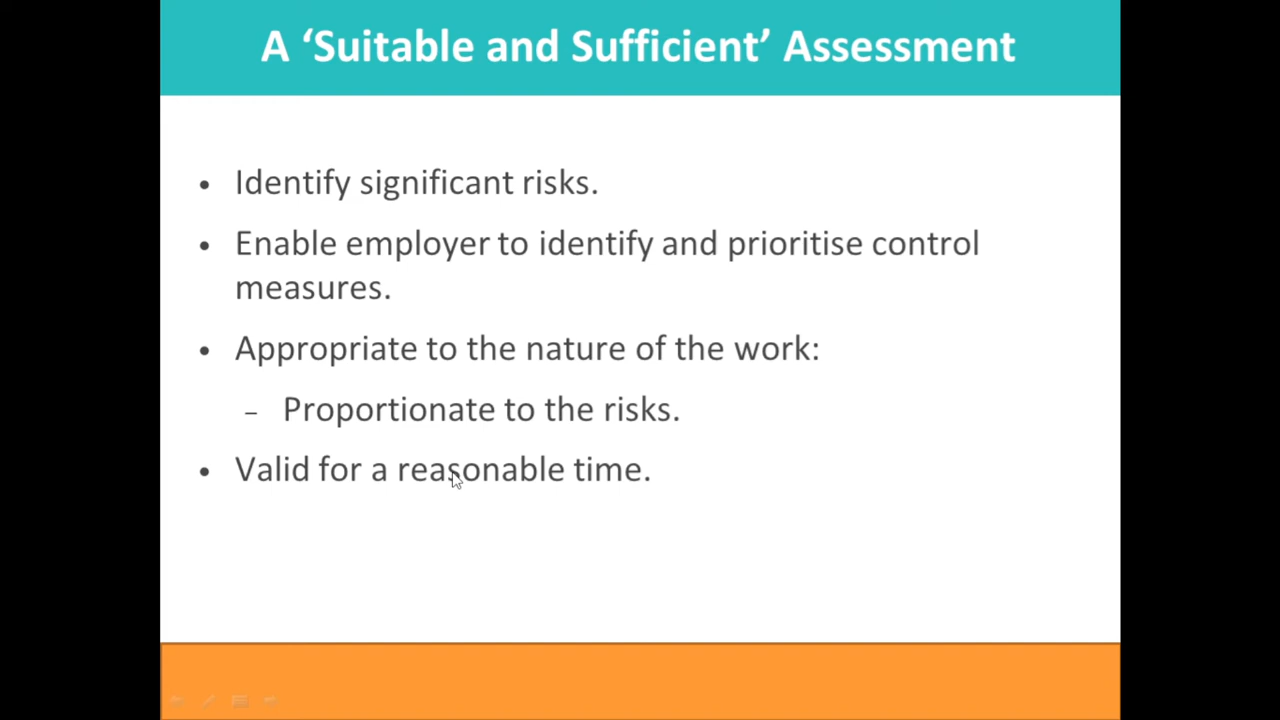 A ‘Suitable and Sufficient’ Assessment
• Identify significant risks.
• Enable employer to identify and prioritise control
measures.
• Appropriate to the nature of the work:
– Proportionate to the risks.
• Valid for a reasonable time.